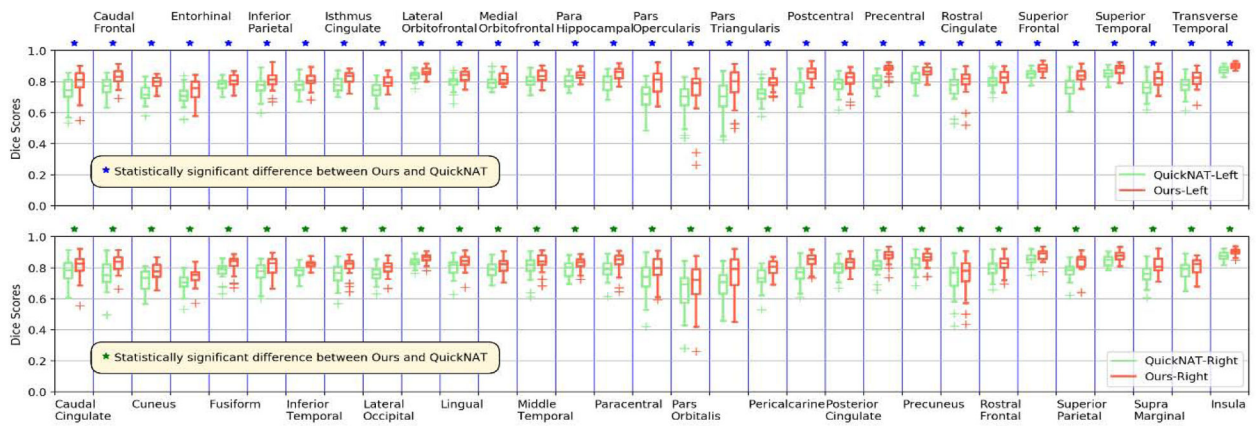 Caudal Frontal
Entorhinal
Inferior Parietal
Isthmus Cingulate
Lateral Orbitofrontal
Medial Orbitofrontal
Para Hippocampal
Pars Opercularis
Pars Triangularis
Postcentral
Precentral
Rostral Cingulate
Superior Frontal
Superior Temporal
Transverse Temporal
Dice Scores
1.0
0.8
0.6
0.4
0.2
0.0
★ Statistically significant difference between Ours and QuickNAT
QuickNAT-Left
Ours-Left
Dice Scores
1.0
0.8
0.6
0.4
0.2
0.0
★ Statistically significant difference between Ours and QuickNAT
QuickNAT-Right
Ours-Right
Caudal Cingulate
Cuneus
Fusiform
Inferior Temporal
Lateral Occipital
Lingual
Middle Temporal
Paracentral
Pars Orbitalis
Pericalcarine
Posterior Cingulate
Precuneus
Rostral Frontal
Superior Parietal
Supra Marginal
Insula